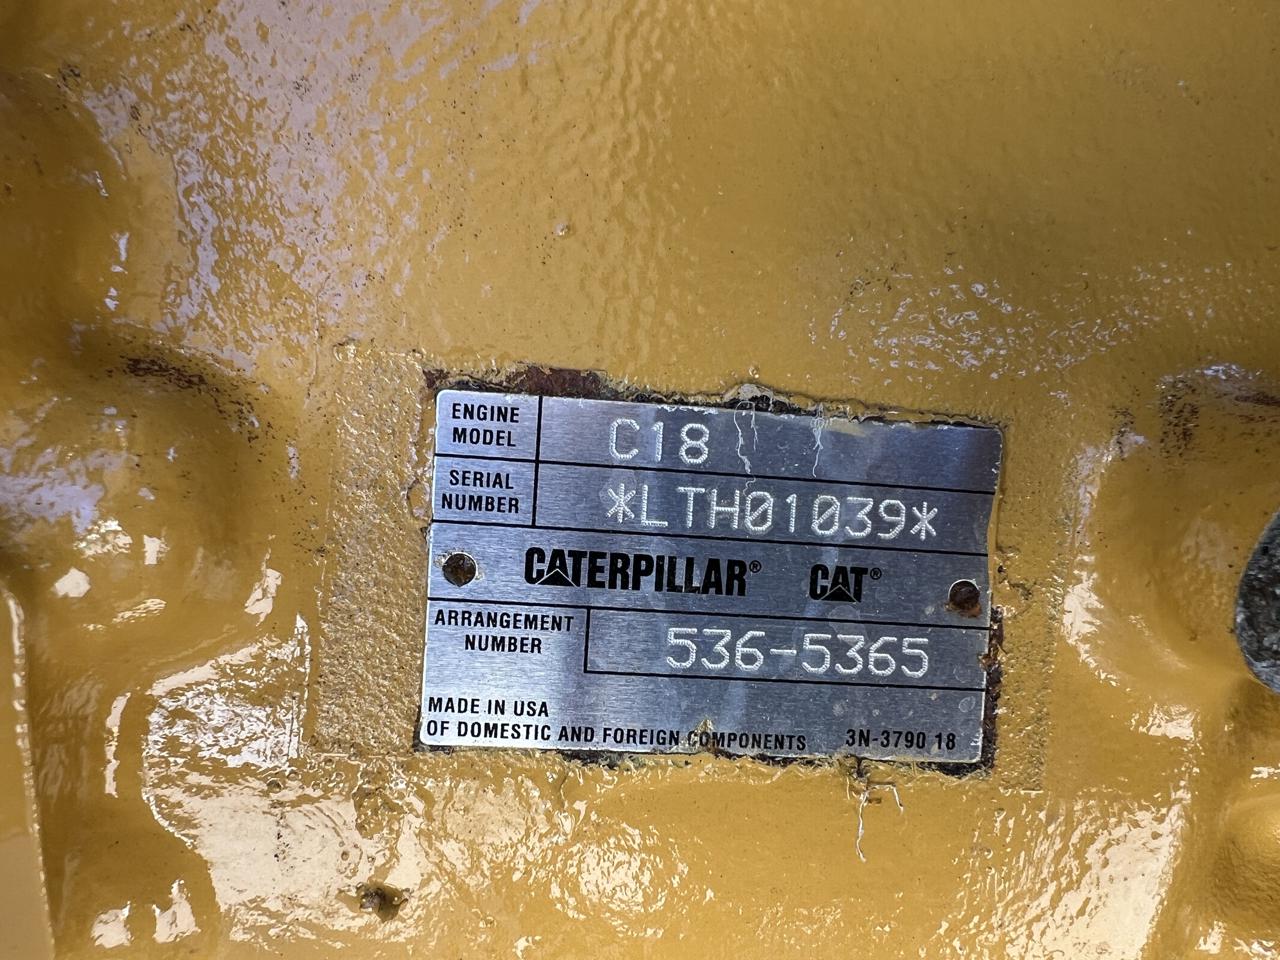 ENGINE MODEL C18
SERIAL NUMBER *LTH01039*
CATERPILLAR® CAT®
ARRANGEMENT NUMBER 536-5365
MADE IN USA
OF DOMESTIC AND FOREIGN COMPONENTS 3N-3790 18